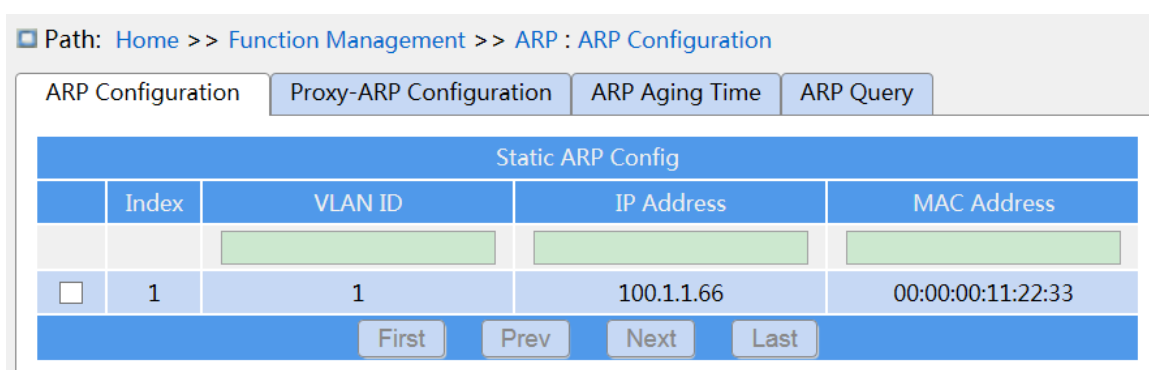 Path: Home >> Function Management >> ARP : ARP Configuration
ARP Configuration Proxy-ARP Configuration ARP Aging Time ARP Query
Static ARP Config
Index VLAN ID IP Address MAC Address
1 1 100.1.1.66 00:00:00:11:22:33
First Prev Next Last